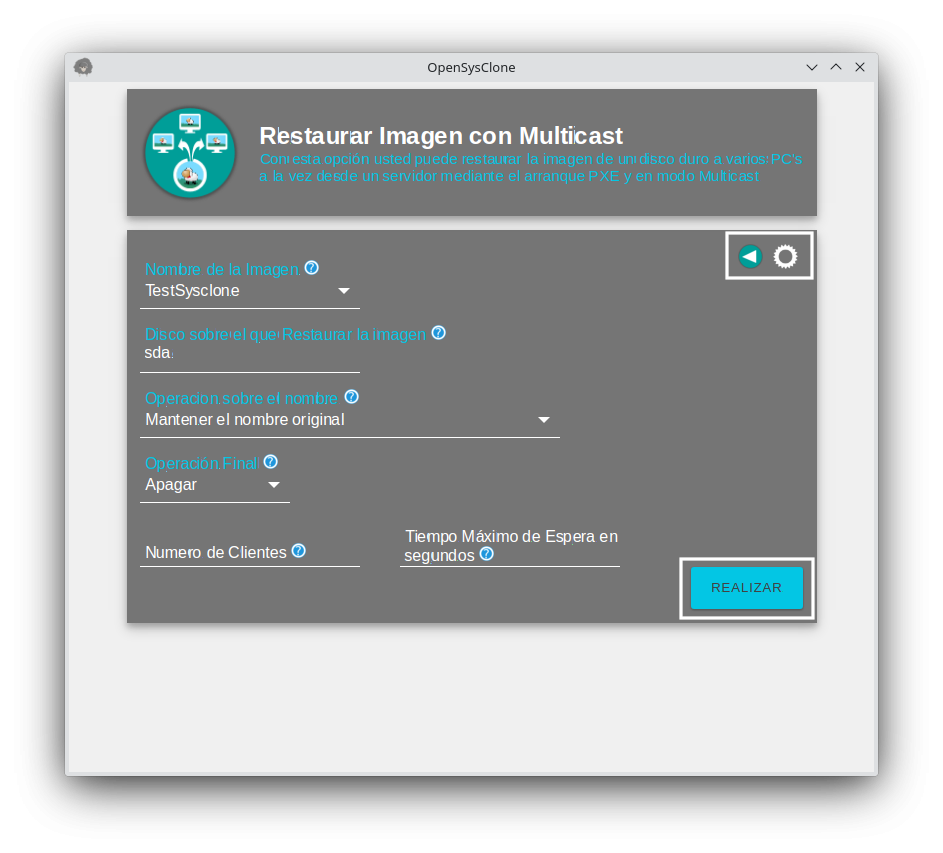 OpenSysClone
Restaurar Imagen con Multicast
Con esta opción usted puede restaurar la imagen de un disco duro a varios PC's
a la vez desde un servidor mediante el arranque PXE y en modo Multicast
Nombre de la Imagen ?
TestSysclone
Disco sobre el que Restaurar la imagen ?
sda
Operacion sobre el nombre ?
Mantener el nombre original
Operación Final ?
Apagar
Numero de Clientes ?
Tiempo Máximo de Espera en
segundos ?
REALIZAR